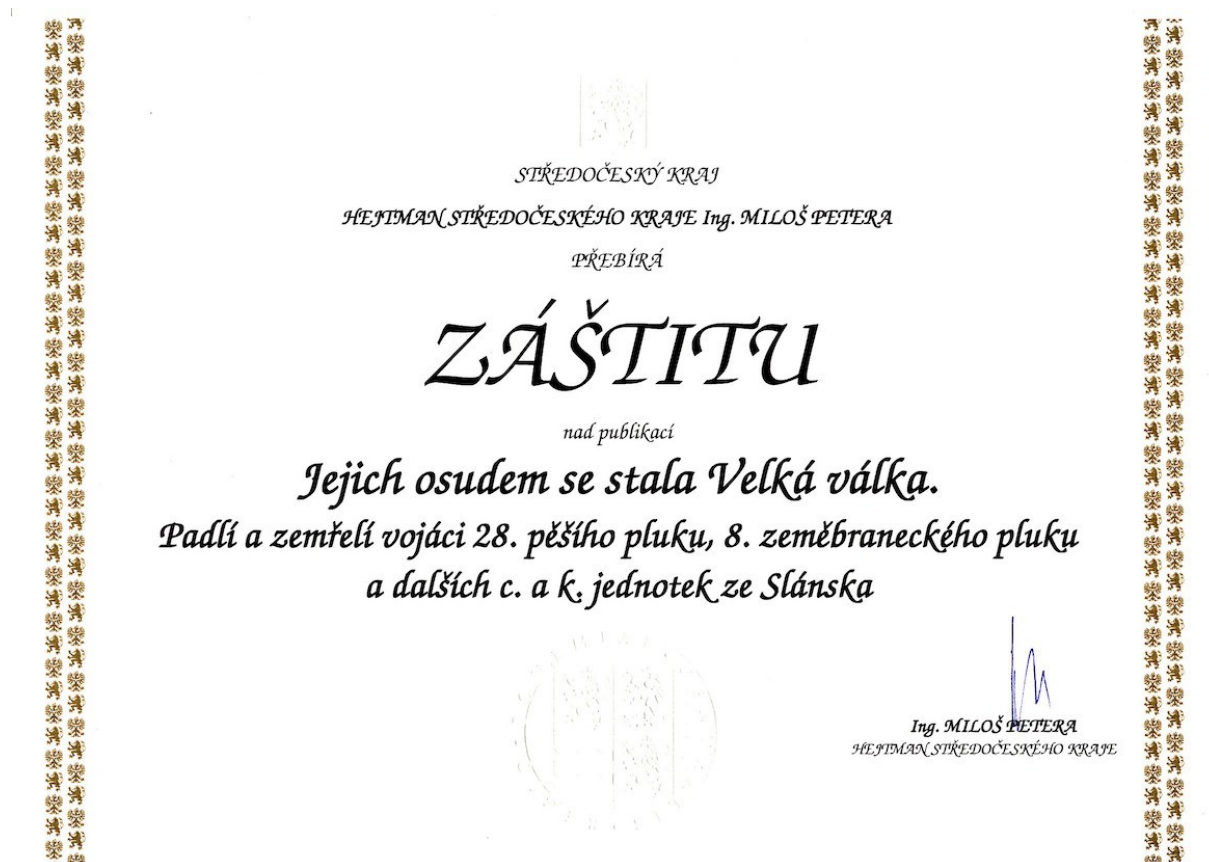 STŘEDOČESKÝ KRAJ
HEJTMAN STŘEDOČESKÉHO KRAJE Ing. MILOŠ PETERA
PŘEBÍRÁ
ZÁŠTITU
nad publikací
Jejich osudem se stala Velká válka.
Padlí a zemřelí vojáci 28. pěšího pluku, 8. zeměbraneckého pluku
a dalších c. a k. jednotek ze Slánska
Ing. MILOŠ PETERA
HEJTMAN STŘEDOČESKÉHO KRAJE